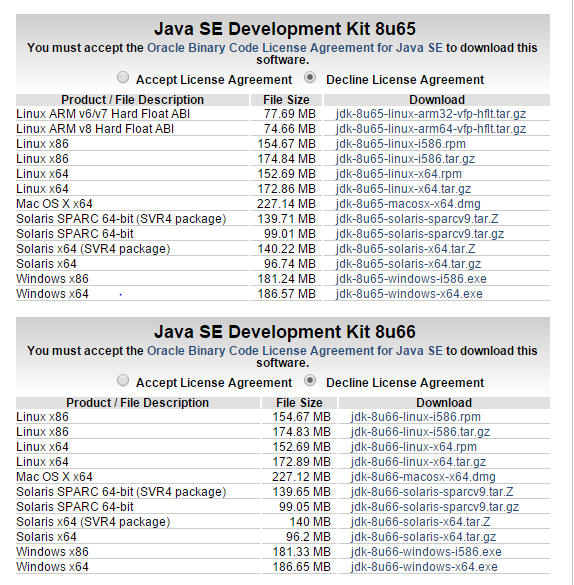 Java SE Development Kit 8u65
You must accept the Oracle Binary Code License Agreement for Java SE to download this
software.
Accept License Agreement Decline License Agreement
Product / File Description File Size Download
Linux ARM v6/v7 Hard Float ABI 77.69 MB jdk-8u65-linux-arm32-vfp-hflt.tar.gz
Linux ARM v8 Hard Float ABI 74.66 MB jdk-8u65-linux-arm64-vfp-hflt.tar.gz
Linux x86 154.67 MB jdk-8u65-linux-i586.rpm
Linux x86 174.84 MB jdk-8u65-linux-i586.tar.gz
Linux x64 152.69 MB jdk-8u65-linux-x64.rpm
Linux x64 172.86 MB jdk-8u65-linux-x64.tar.gz
Mac OS X x64 227.14 MB jdk-8u65-macosx-x64.dmg
Solaris SPARC 64-bit (SVR4 package) 139.71 MB jdk-8u65-solaris-sparcv9.tar.Z
Solaris SPARC 64-bit 99.01 MB jdk-8u65-solaris-sparcv9.tar.gz
Solaris x64 (SVR4 package) 140.22 MB jdk-8u65-solaris-x64.tar.Z
Solaris x64 96.74 MB jdk-8u65-solaris-x64.tar.gz
Windows x86 181.24 MB jdk-8u65-windows-i586.exe
Windows x64 186.57 MB jdk-8u65-windows-x64.exe
Java SE Development Kit 8u66
You must accept the Oracle Binary Code License Agreement for Java SE to download this
software.
Accept License Agreement Decline License Agreement
Product / File Description File Size Download
Linux x86 154.67 MB jdk-8u66-linux-i586.rpm
Linux x86 174.83 MB jdk-8u66-linux-i586.tar.gz
Linux x64 152.69 MB jdk-8u66-linux-x64.rpm
Linux x64 172.89 MB jdk-8u66-linux-x64.tar.gz
Mac OS X x64 227.12 MB jdk-8u66-macosx-x64.dmg
Solaris SPARC 64-bit (SVR4 package) 139.65 MB jdk-8u66-solaris-sparcv9.tar.Z
Solaris SPARC 64-bit 99.05 MB jdk-8u66-solaris-sparcv9.tar.gz
Solaris x64 (SVR4 package) 140 MB jdk-8u66-solaris-x64.tar.Z
Solaris x64 96.2 MB jdk-8u66-solaris-x64.tar.gz
Windows x86 181.33 MB jdk-8u66-windows-i586.exe
Windows x64 186.65 MB jdk-8u66-windows-x64.exe